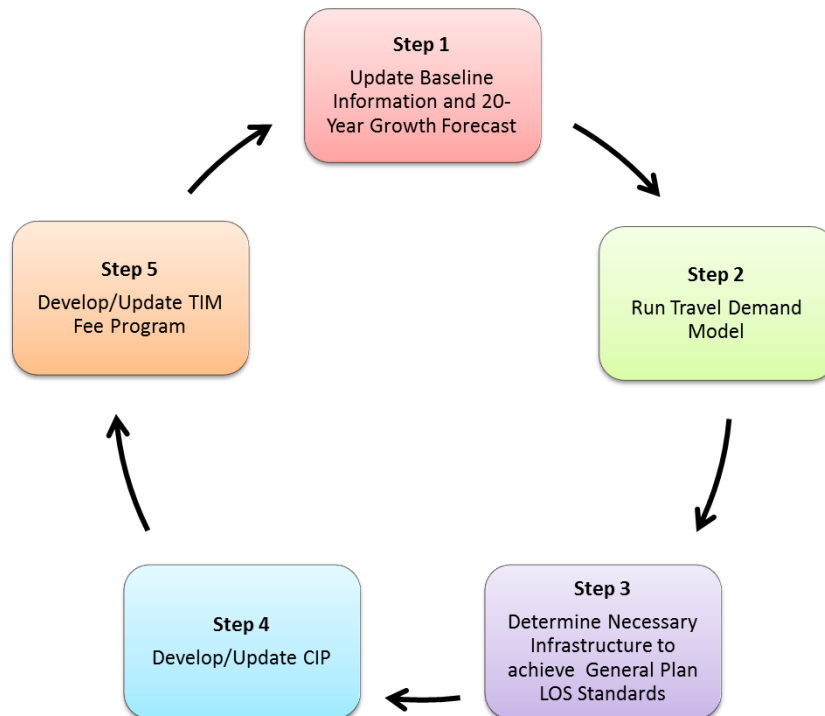 Step 1
Update Baseline
Information and 20-
Year Growth Forecast
Step 2
Run Travel Demand
Model
Step 3
Determine Necessary
Infrastructure to
achieve General Plan
LOS Standards
Step 4
Develop/Update CIP
Step 5
Develop/Update TIM
Fee Program